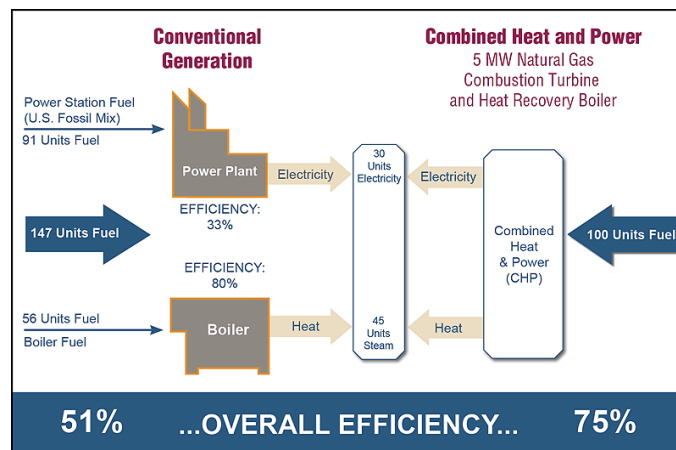 Conventional
Generation
Combined Heat and Power
5 MW Natural Gas
Combustion Turbine
and Heat Recovery Boiler
Power Station Fuel
(U.S. Fossil Mix)
91 Units Fuel
Power Plant
Electricity
30
Units
Electricity
Electricity
EFFICIENCY:
33%
147 Units Fuel
Combined
Heat
& Power
(CHP)
100 Units Fuel
EFFICIENCY:
80%
56 Units Fuel
Boiler Fuel
Boiler
Heat
45
Units
Steam
Heat
51% ...OVERALL EFFICIENCY... 75%